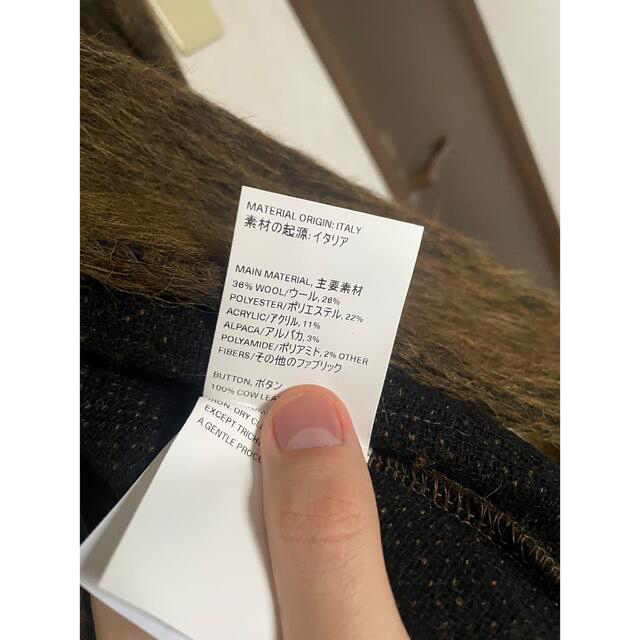 MATERIAL ORIGIN: ITALY
素材の起源: イタリア
MAIN MATERIAL, 主要素材
36% WOOL/ウール, 26%
POLYESTER/ポリエステル, 22%
ACRYLIC/アクリル, 11%
ALPACA/アルパカ, 3%
POLYAMIDE/ポリアミド, 2% OTHER
FIBERS/その他のファブリック
BUTTON, ボタン
100% COW
IRON, DRY
EXCEPT
A GENTLE